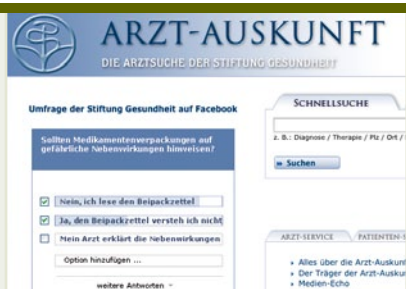 ARZT-AUSKUNFT
DIE ARZTSUCHE DER STIFTUNG GESUNDHEIT
Umfrage der Stiftung Gesundheit auf Facebook
Sollten Medikamentenverpackungen auf
gefährliche Nebenwirkungen hinweisen?
Nein, ich lese den Beipackzettel
Ja, den Beipackzettel versteh ich nicht
Mein Arzt erklärt die Nebenwirkungen
Option hinzufügen ...
weitere Antworten
SCHNELLSUCHE
z. B.: Diagnose / Therapie / Plz / Ort /
» Suchen
ARZT-SERVICE
PATIENTEN-
Alles über die Arzt-Auskunf
Der Träger der Arzt-Auskun
Medien-Echo